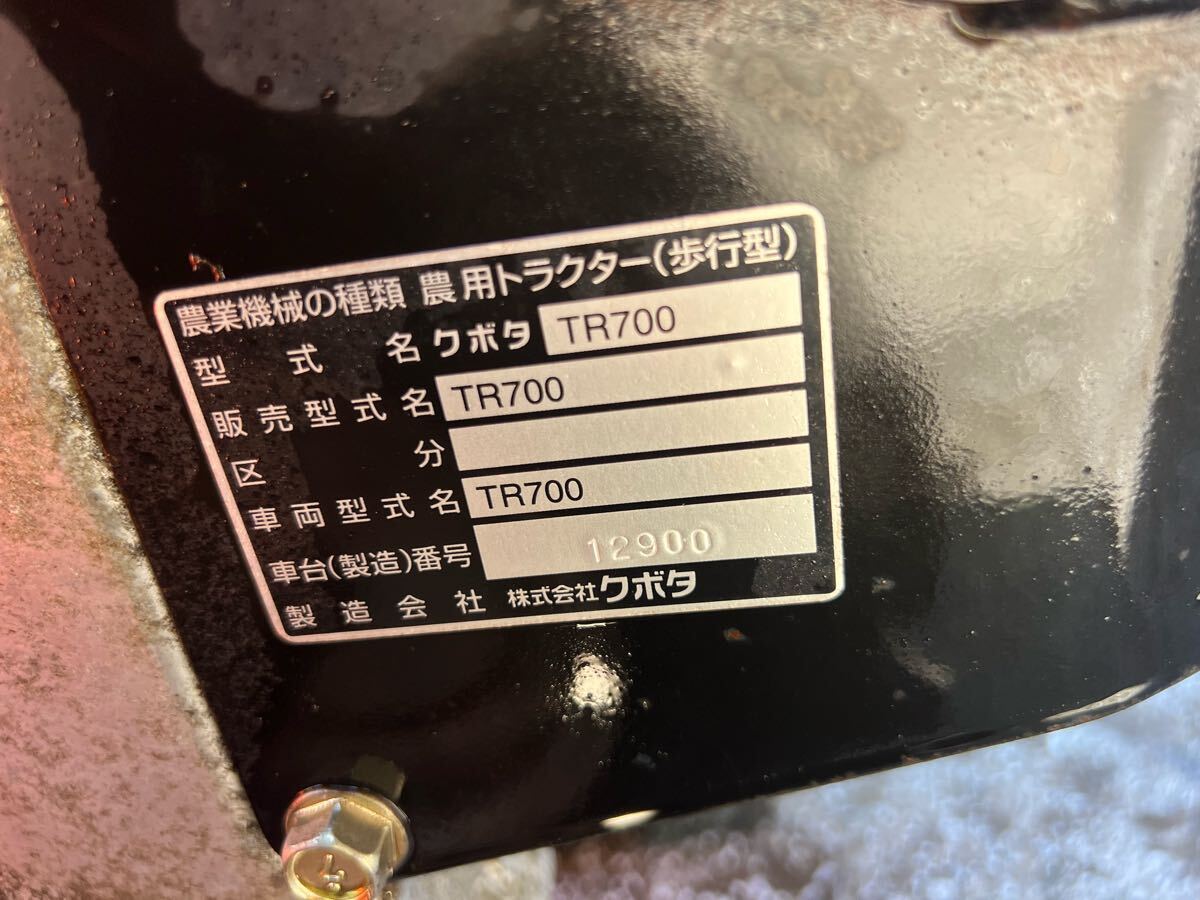 農業機械の種類 農用トラクター(歩行型)
型式名 クボタ TR700
販売型式名 TR700
区分
車両型式名 TR700
車台(製造)番号 12900
製造会社 株式会社クボタ